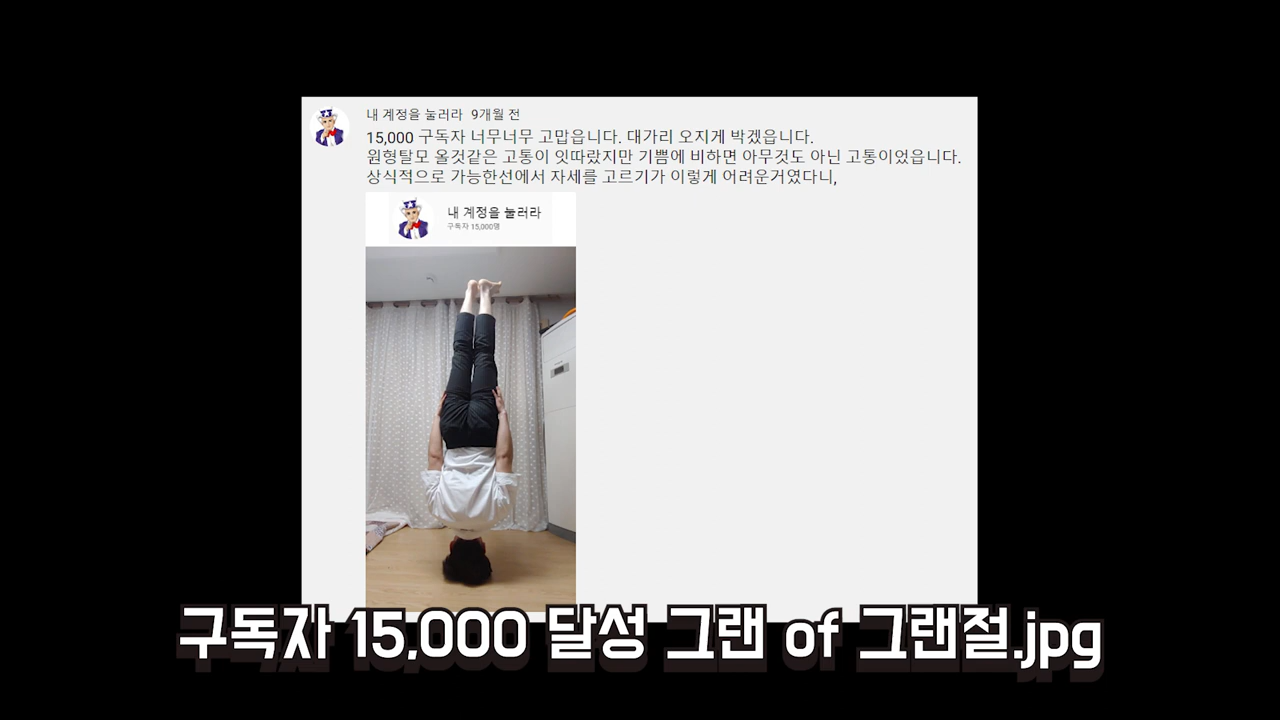 내 계정을 눌러라 9개월 전
15,000 구독자 너무너무 고맙읍니다. 대가리 오지게 박겠읍니다.
원형탈모 올것같은 고통이 잇따랐지만 기쁨에 비하면 아무것도 아닌 고통이었읍니다.
상식적으로 가능한선에서 자세를 고르기가 이렇게 어려운거였다니,
내 계정을 눌러라
구독자 15,000명
구독자 15,000 달성 그랜 of 그랜절.jpg